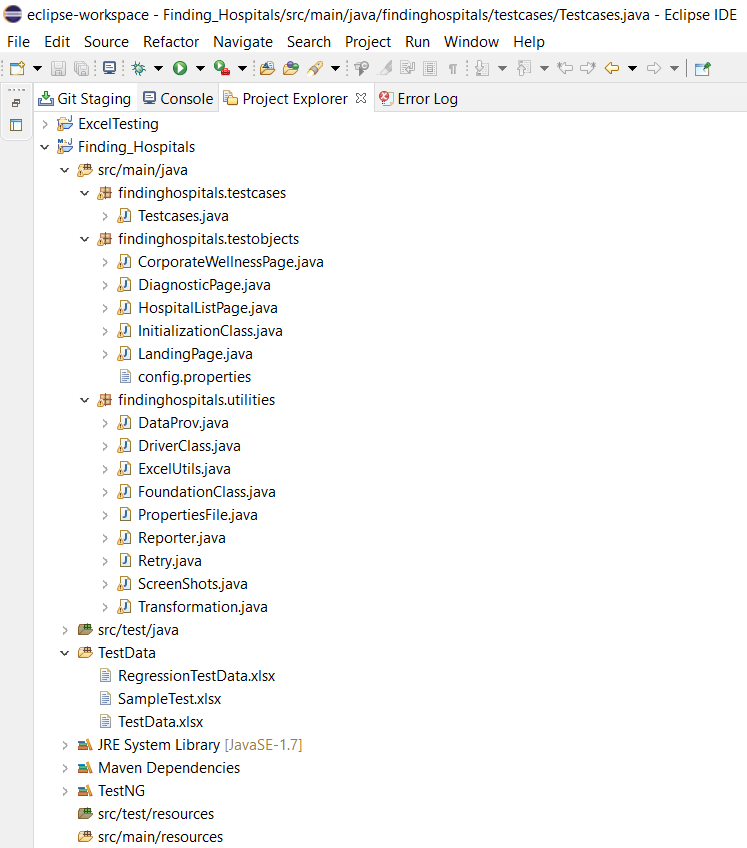 eclipse-workspace - Finding_Hospitals/src/main/java/findinghospitals/testcases/Testcases.java - Eclipse IDE
File Edit Source Refactor Navigate Search Project Run Window Help
Git Staging Console Project Explorer Error Log
ExcelTesting
Finding_Hospitals
src/main/java
findinghospitals.testcases
Testcases.java
findinghospitals.testobjects
CorporateWellnessPage.java
DiagnosticPage.java
HospitalListPage.java
InitializationClass.java
LandingPage.java
config.properties
findinghospitals.utilities
DataProv.java
DriverClass.java
ExcelUtils.java
FoundationClass.java
PropertiesFile.java
Reporter.java
Retry.java
ScreenShots.java
Transformation.java
src/test/java
TestData
RegressionTestData.xlsx
SampleTest.xlsx
TestData.xlsx
JRE System Library [JavaSE-1.7]
Maven Dependencies
TestNG
src/test/resources
src/main/resources